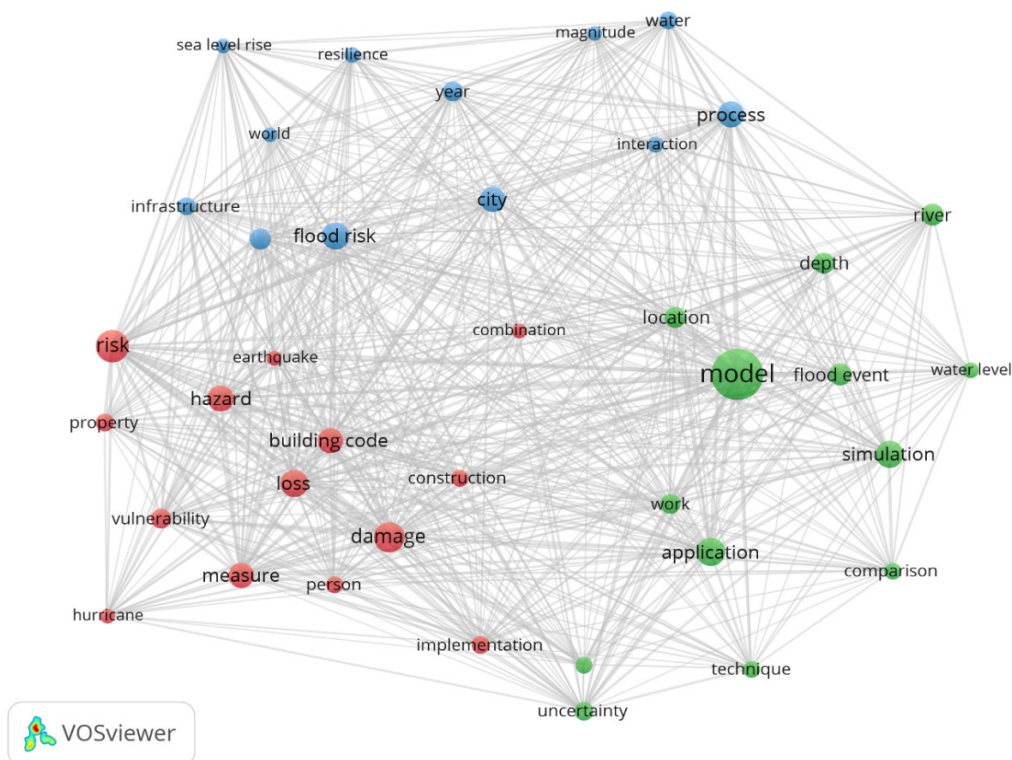 water
magnitude
sea level rise
resilience
year
process
world
interaction
infrastructure
city
river
flood risk
depth
location
combination
risk
earthquake
model
flood event
water level
hazard
property
building code
simulation
construction
loss
work
vulnerability
damage
application
comparison
measure
person
hurricane
implementation
technique
uncertainty
VOSviewer